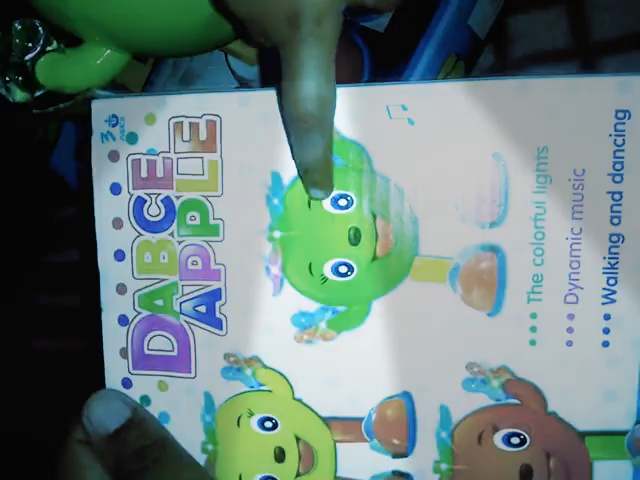 DABCE
APPLE
The colorful lights
Dynamic music
Walking and dancing